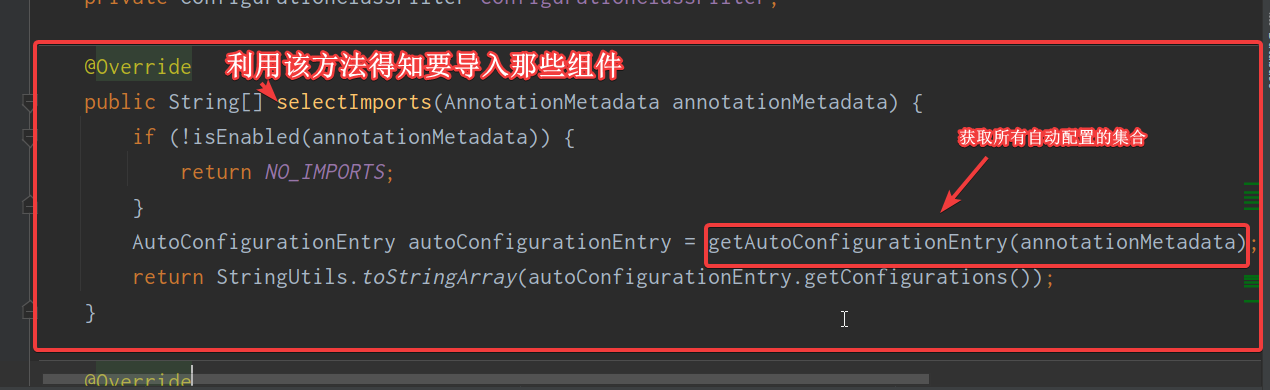 private ConfigurationClassFilter configurationClassFilter;
@Override
利用该方法得知要导入那些组件
public String[] selectImports(AnnotationMetadata annotationMetadata) {
if (!isEnabled(annotationMetadata)) {
获取所有自动配置的集合
return NO_IMPORTS;
}
AutoConfigurationEntry autoConfigurationEntry = getAutoConfigurationEntry(annotationMetadata);
return StringUtils.toStringArray(autoConfigurationEntry.getConfigurations());
}
@Override